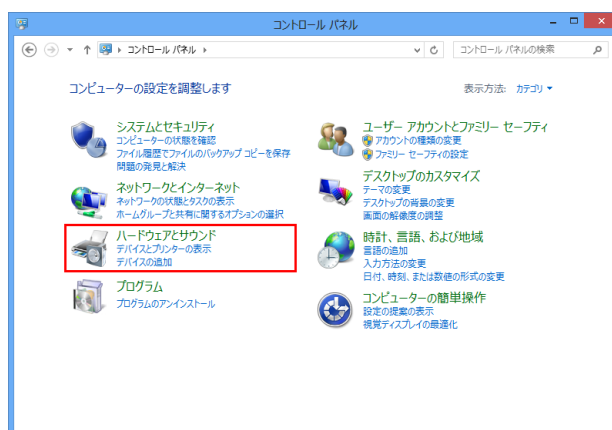 コントロール パネル
コントロール パネル
コントロール パネルの検索
コンピューターの設定を調整します
表示方法: カテゴリ
システムとセキュリティ
コンピューターの状態を確認
ファイル履歴でファイルのバックアップ コピーを保存
問題の発見と解決
ネットワークとインターネット
ネットワークの状態とタスクの表示
ホームグループと共有に関するオプションの選択
ハードウェアとサウンド
デバイスとプリンターの表示
デバイスの追加
プログラム
プログラムのアンインストール
ユーザー アカウントとファミリー セーフティ
アカウントの種類の変更
ファミリー セーフティの設定
デスクトップのカスタマイズ
テーマの変更
デスクトップの背景の変更
画面の解像度の調整
時計、言語、および地域
言語の追加
入力方法の変更
日付、時刻、または数値の形式の変更
コンピューターの簡単操作
設定の提案の表示
視覚ディスプレイの最適化